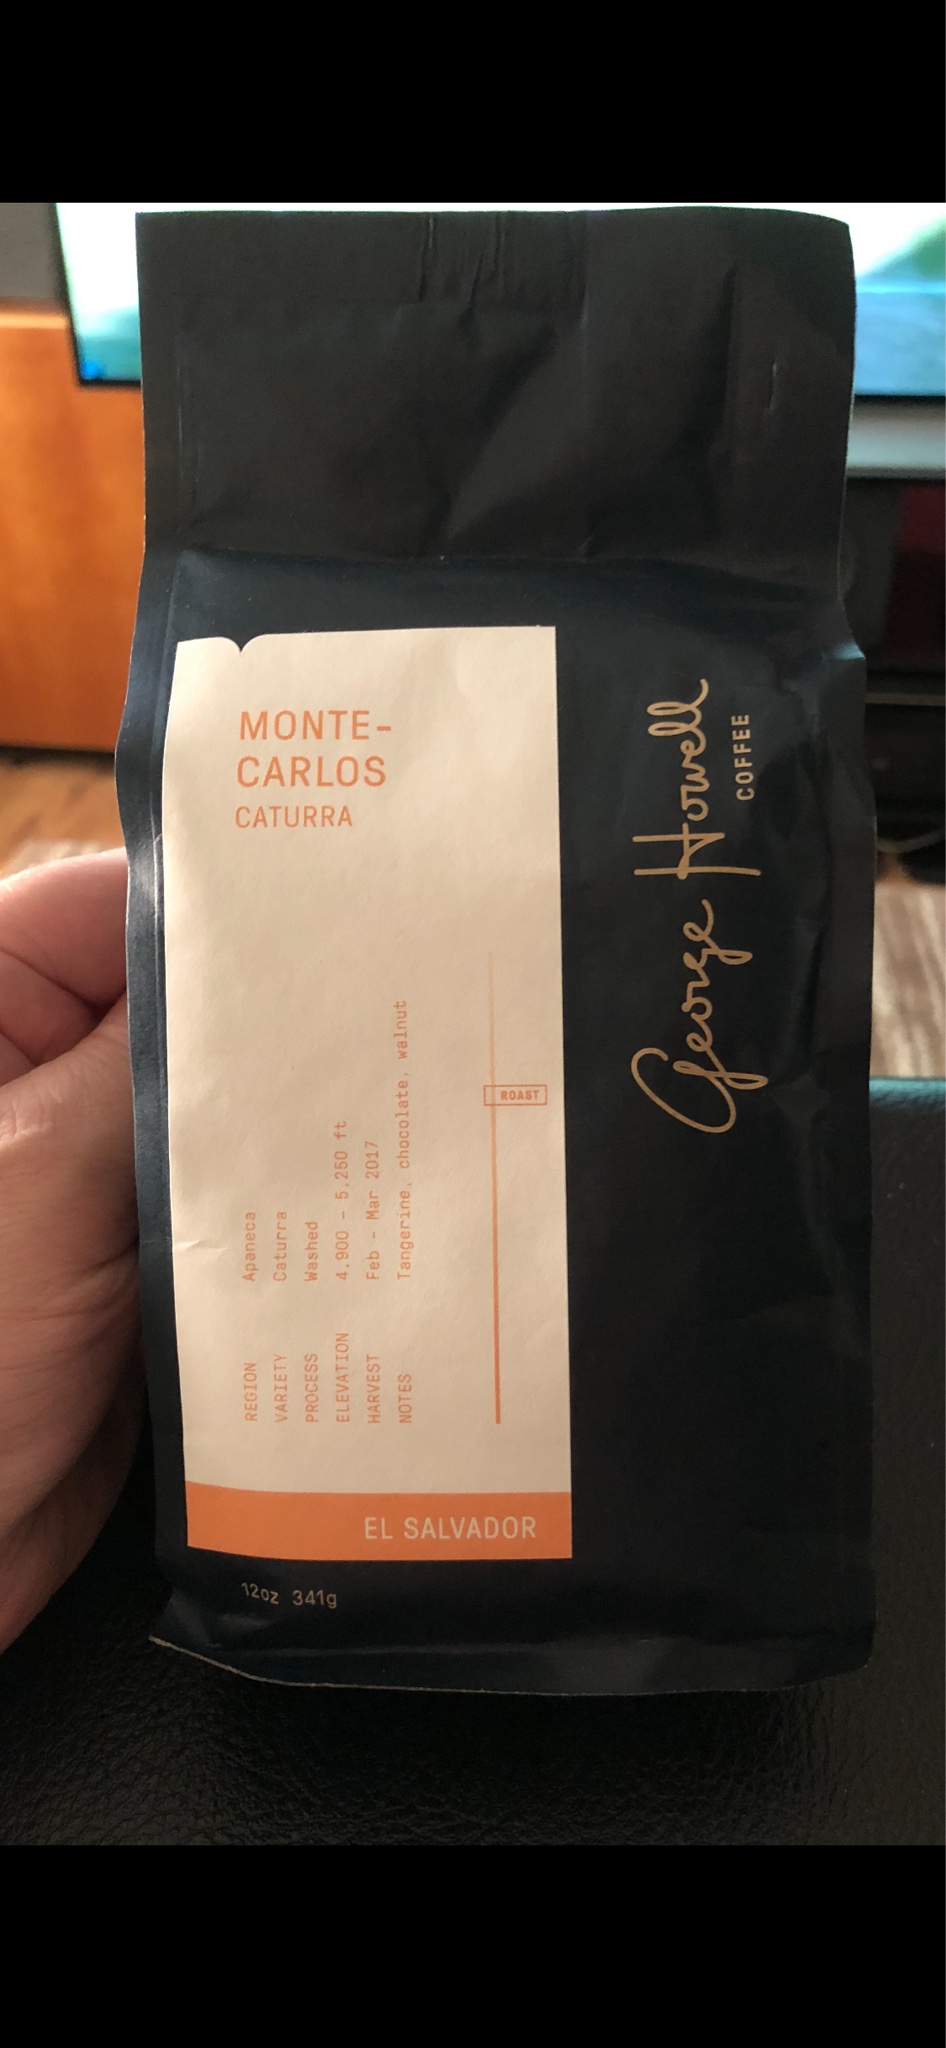 MONTE-
CARLOS
CATURRA
REGION Apaneca
VARIETY Caturra
PROCESS Washed
ELEVATION 4,900 - 5,250 ft
HARVEST Feb - Mar 2017
NOTES Tangerine, chocolate, walnut
ROAST
EL SALVADOR
12oz 341g
George Howell
COFFEE